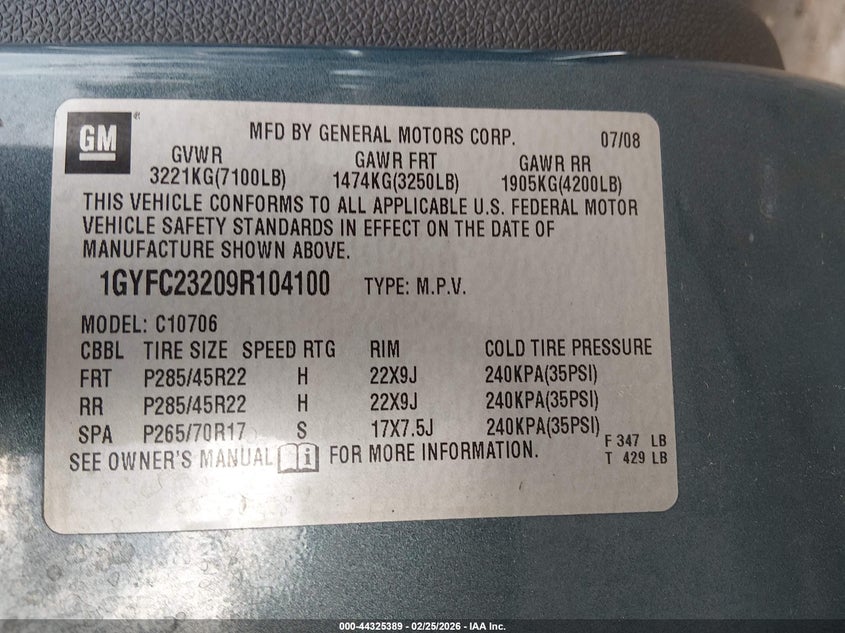 GM
MFD BY GENERAL MOTORS CORP. 07/08
GVWR GAWR FRT GAWR RR
3221KG(7100LB) 1474KG(3250LB) 1905KG(4200LB)
THIS VEHICLE CONFORMS TO ALL APPLICABLE U.S. FEDERAL MOTOR
VEHICLE SAFETY STANDARDS IN EFFECT ON THE DATE OF
MANUFACTURE SHOWN ABOVE.
1GYFC23209R104100 TYPE: M.P.V.
MODEL: C10706
CBBL TIRE SIZE SPEED RTG RIM COLD TIRE PRESSURE
FRT P285/45R22 H 22X9J 240KPA(35PSI)
RR P285/45R22 H 22X9J 240KPA(35PSI)
SPA P265/70R17 S 17X7.5J 240KPA(35PSI)
F 347 LB
T 429 LB
SEE OWNER'S MANUAL i FOR MORE INFORMATION.
000-44325389 - 02/25/2026 - IAA Inc.